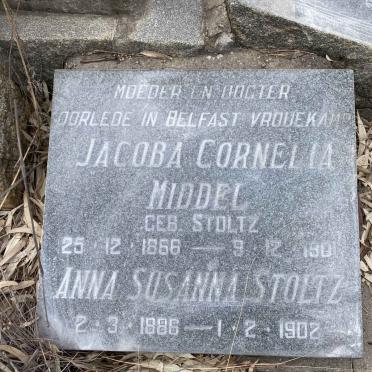 MOEDER EN DOGTER
OORLEDE IN BELFAST VROUEKAMP
JACOBA CORNELIA
MIDDEL
GEB. STOLTZ
25·12·1866 — 9·12·1901
ANNA SUSANNA STOLTZ
2·3·1886 — 1·2·1902